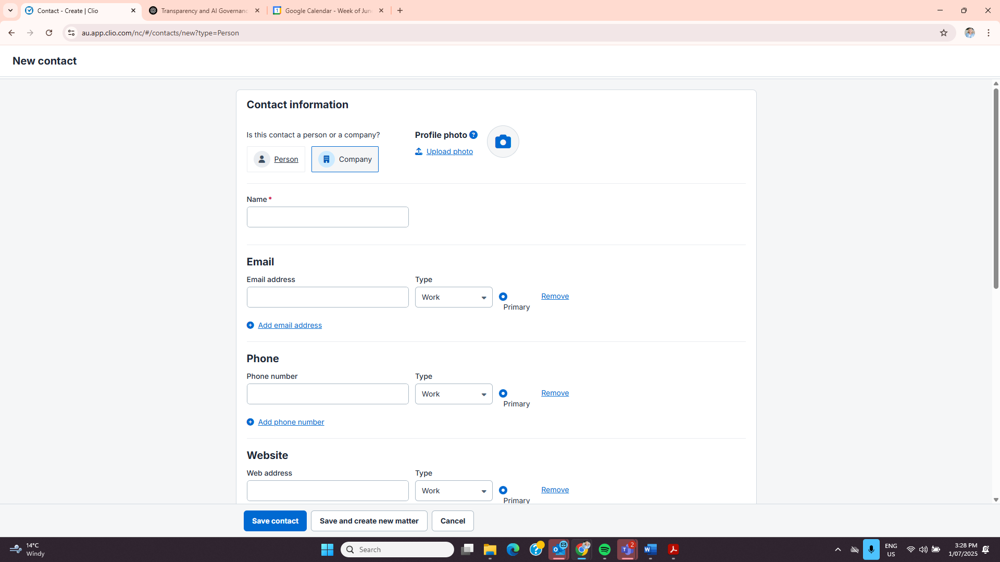 Contact - Create | Clio
Transparency and AI Governanc
Google Calendar - Week of Jun
au.app.clio.com/nc/#/contacts/new?type=Person
New contact
Contact information
Is this contact a person or a company?
Profile photo ?
Upload photo
Person
Company
Name*
Email
Email address
Type
Work
Remove
Primary
Add email address
Phone
Phone number
Type
Work
Remove
Primary
Add phone number
Website
Web address
Type
Work
Remove
Primary
Save contact
Save and create new matter
Cancel
14°C
Windy
Search
2
ENG
US
3:28 PM
1/07/2025